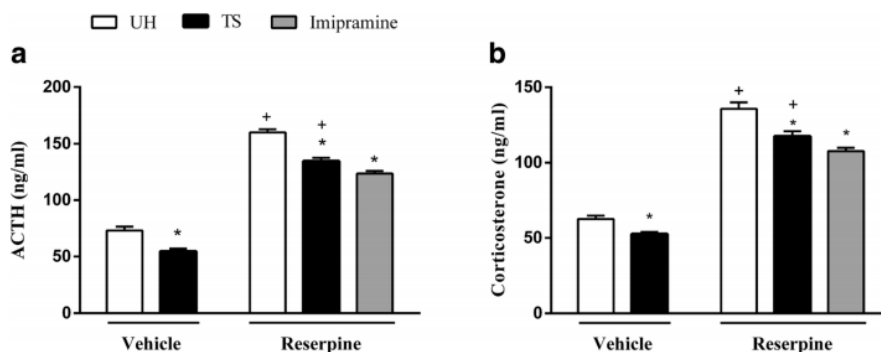 UH TS Imipramine
a
b
ACTH (ng/ml)
200
150
100
50
0
+
+
*
*
*
Vehicle Reserpine
Corticosterone (ng/ml)
150
100
50
0
+
+
*
*
*
Vehicle Reserpine